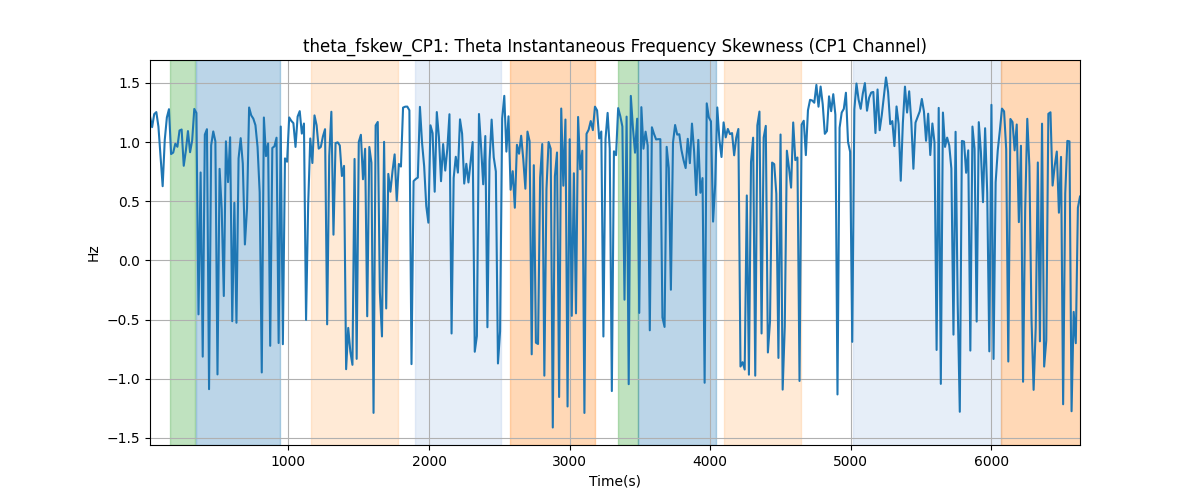 theta_fskew_CP1: Theta Instantaneous Frequency Skewness (CP1 Channel)
1.5
1.0
0.5
0.0
−0.5
−1.0
−1.5
Hz
1000 2000 3000 4000 5000 6000
Time(s)